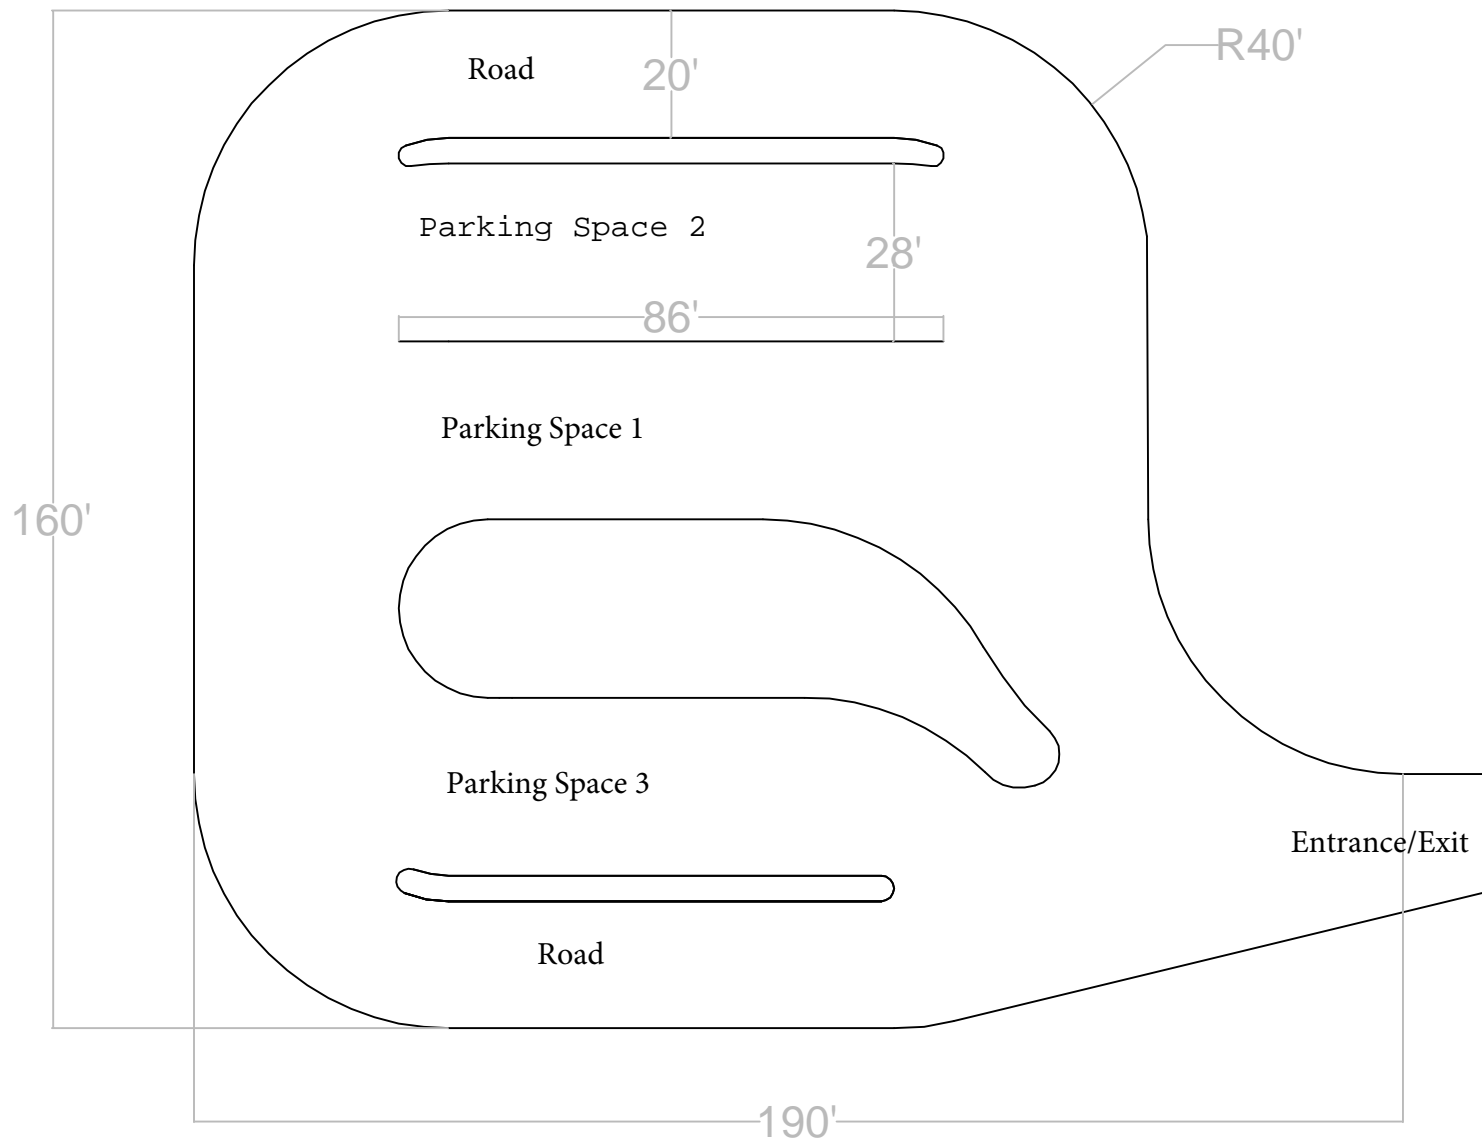 R40'
Road
20'
Parking Space 2
28'
86'
Parking Space 1
160'
Parking Space 3
Entrance/Exit
Road
190'